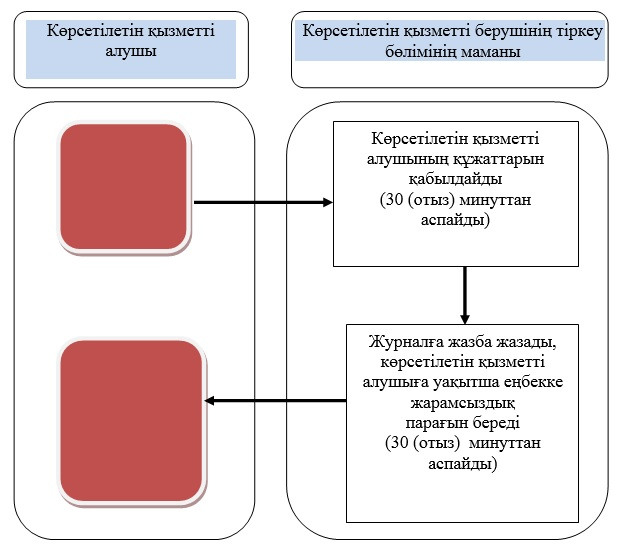 Көрсетілетін қызметті
алушы
Көрсетілетін қызметті берушінің тіркеу
бөлімінің маманы
Көрсетілетін қызметті
алушының құжаттарын
қабылдайды
(30 (отыз) минуттан
аспайды)
Журналға жазба жазады,
көрсетілетін қызметті
алушыға уақытша еңбекке
жарамсыздық
парағын береді
(30 (отыз) минуттан
аспайды)